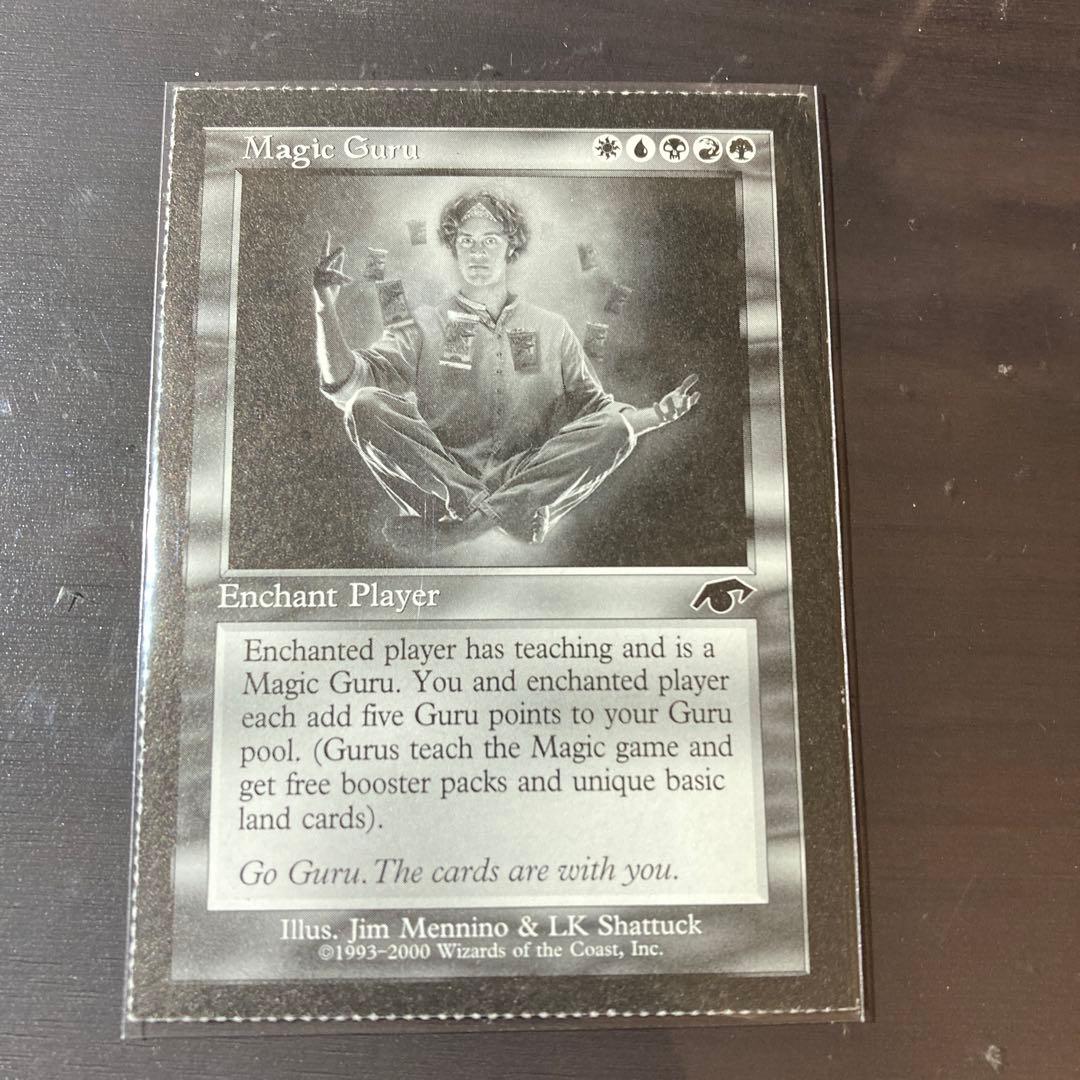 Magic Guru
Enchant Player
Enchanted player has teaching and is a
Magic Guru. You and enchanted player
each add five Guru points to your Guru
pool. (Gurus teach the Magic game and
get free booster packs and unique basic
land cards).
Go Guru. The cards are with you.
Illus. Jim Mennino & LK Shattuck
©1993-2000 Wizards of the Coast, Inc.